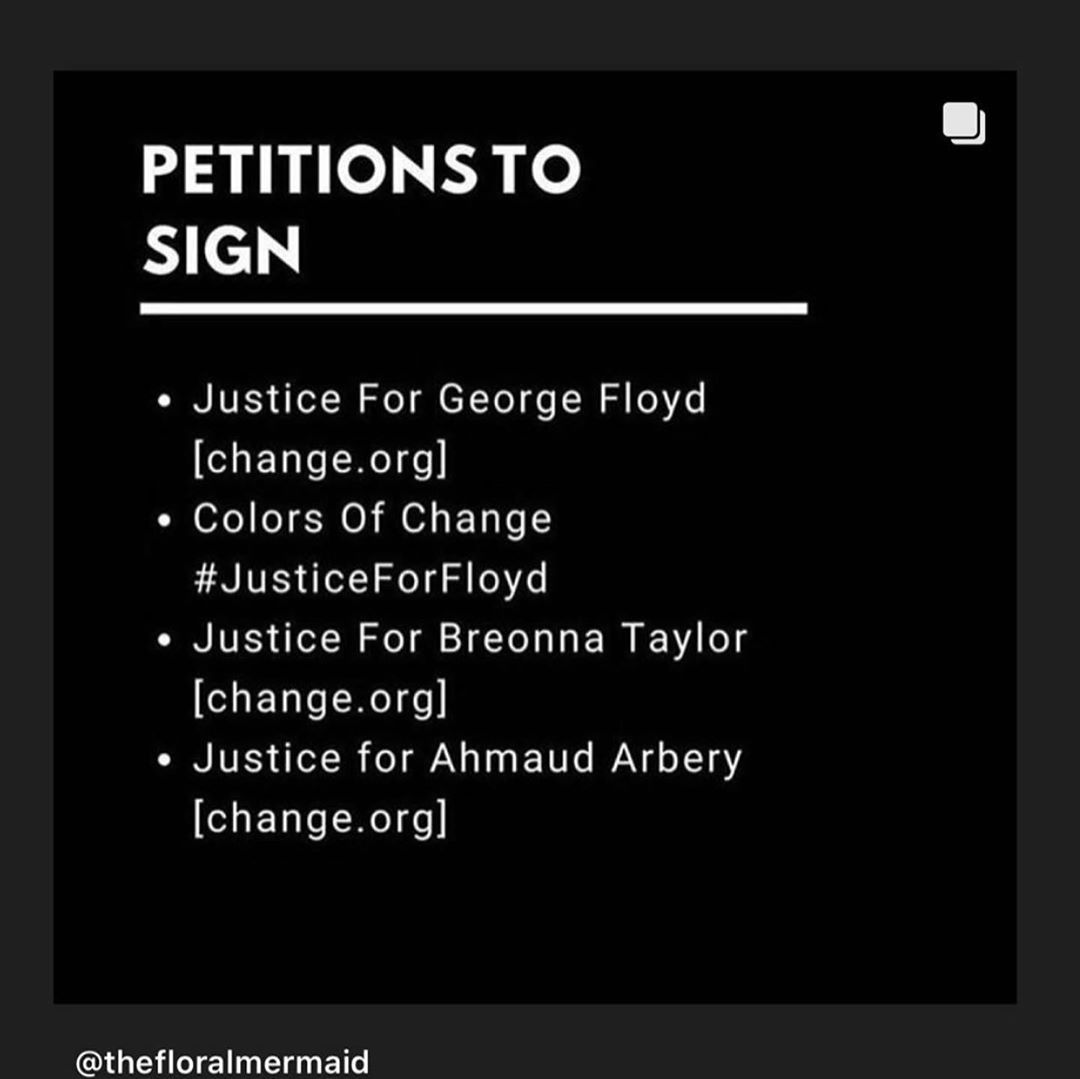 PETITIONS TO
SIGN
• Justice For George Floyd
[change.org]
• Colors Of Change
#JusticeForFloyd
• Justice For Breonna Taylor
[change.org]
• Justice for Ahmaud Arbery
[change.org]
@thefloralmermaid